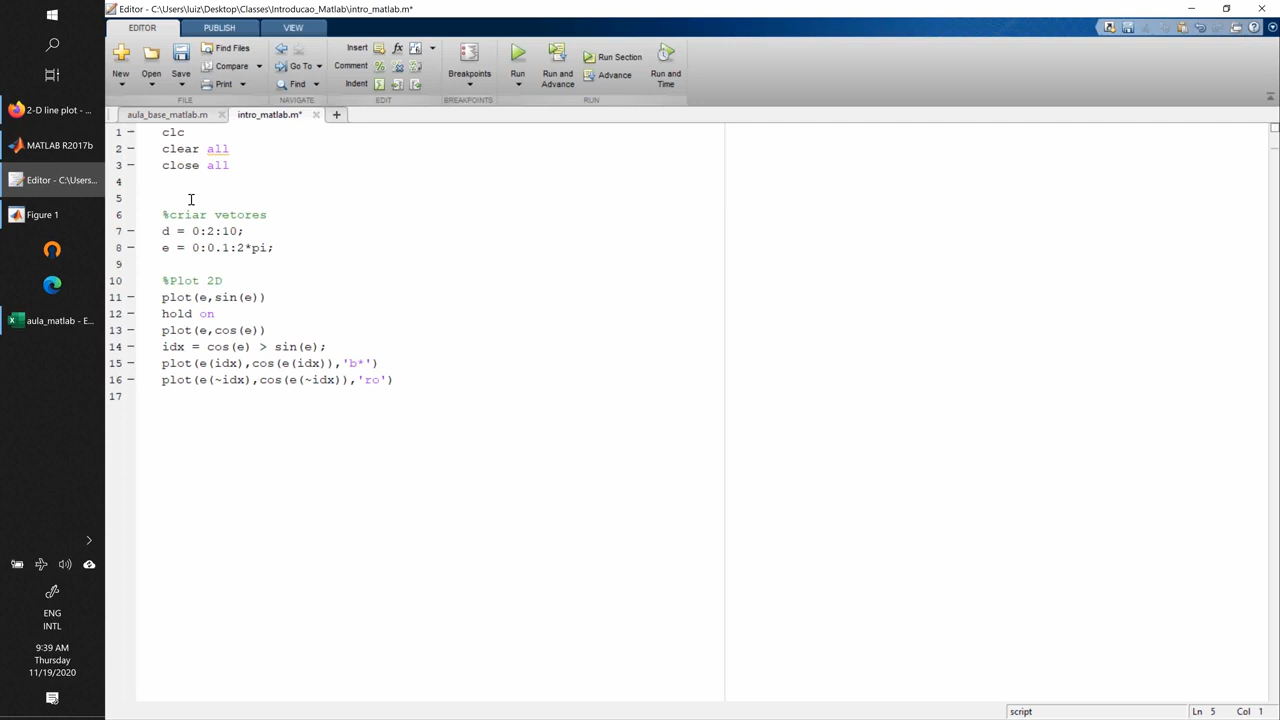 Editor - C:\Users\luiz\Desktop\Classes\Introducao_Matlab\intro_matlab.m*
EDITOR PUBLISH VIEW
New Open Save Find Files Compare Print
FILE
Go To Find
NAVIGATE
Insert fx
Comment %
Indent
EDIT
Breakpoints
BREAKPOINTS
Run Run and Advance Run Section Advance Run and Time
RUN
aula_base_matlab.m intro_matlab.m* +
1 clc
2 clear all
3 close all
4
5
6 %criar vetores
7 d = 0:2:10;
8 e = 0:0.1:2*pi;
9
10 %Plot 2D
11 plot(e,sin(e))
12 hold on
13 plot(e,cos(e))
14 idx = cos(e) > sin(e);
15 plot(e(idx),cos(e(idx)),'b*')
16 plot(e(~idx),cos(e(~idx)),'ro')
17
2-D line plot - ...
MATLAB R2017b
Editor - C:\Users...
Figure 1
aula_matlab - E...
ENG
INTL
9:39 AM
Thursday
11/19/2020
script Ln 5 Col 1